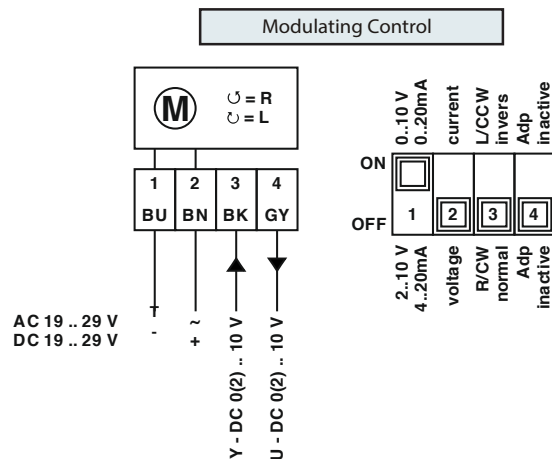 Modulating Control
M
↺ = R
↻ = L
1 2 3 4
BU BN BK GY
AC 19 .. 29 V
DC 19 .. 29 V
⊤ ~
- +
Y - DC 0(2) .. 10 V
U - DC 0(2) .. 10 V
0..10 V
0..20mA
current
L/CCW
invers
Adp
inactive
ON
OFF
1 2 3 4
2..10 V
4..20mA
voltage
R/CW
normal
Adp
inactive